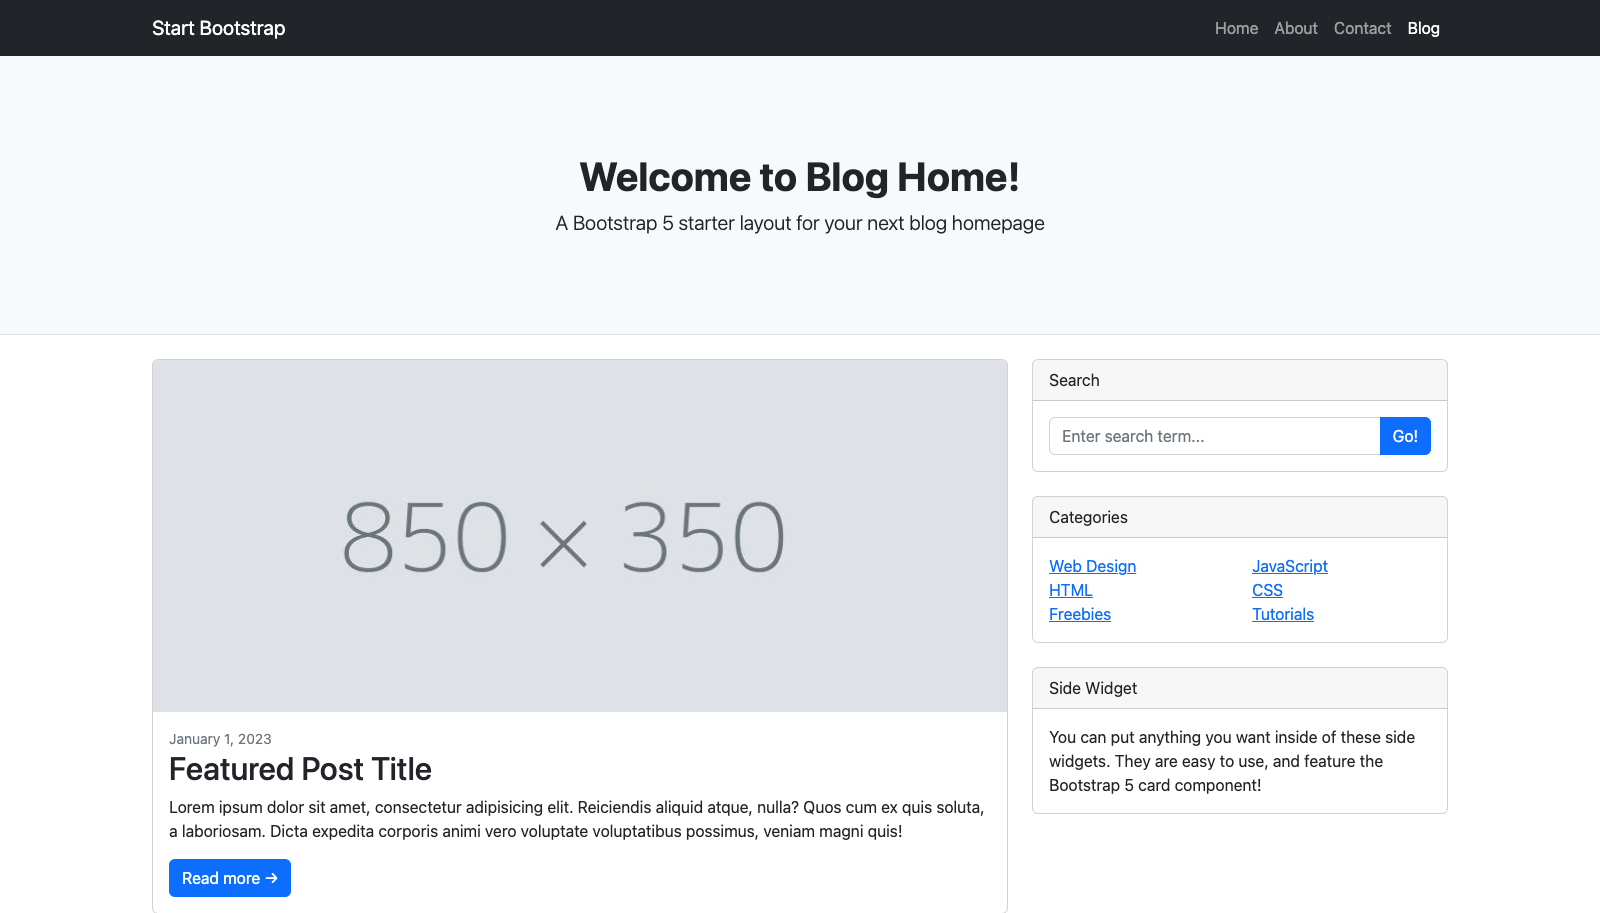 Start Bootstrap
Home About Contact Blog
Welcome to Blog Home!
A Bootstrap 5 starter layout for your next blog homepage
850 × 350
January 1, 2023
Featured Post Title
Lorem ipsum dolor sit amet, consectetur adipisicing elit. Reiciendis aliquid atque, nulla? Quos cum ex quis soluta,
a laboriosam. Dicta expedita corporis animi vero voluptate voluptatibus possimus, veniam magni quis!
Read more →
Search
Enter search term...
Go!
Categories
Web Design
HTML
Freebies
JavaScript
CSS
Tutorials
Side Widget
You can put anything you want inside of these side
widgets. They are easy to use, and feature the
Bootstrap 5 card component!